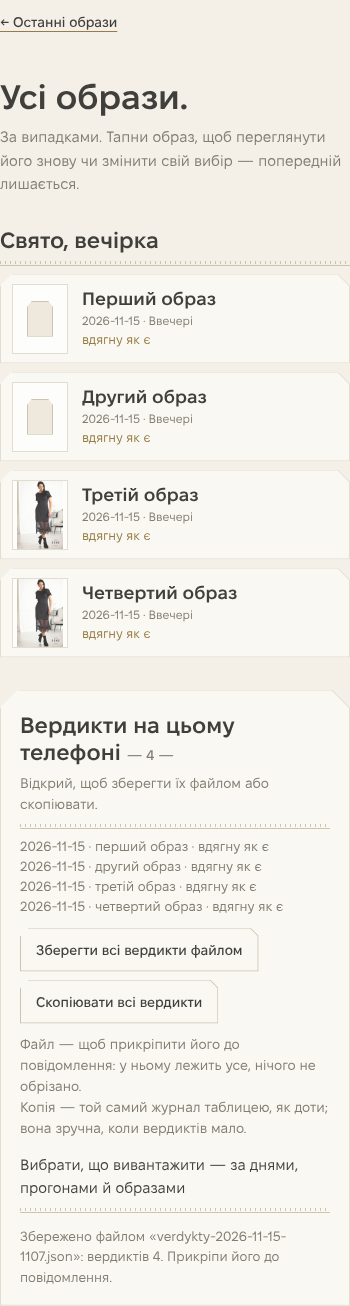 ← Останні образи
Усі образи.
За випадками. Тапни образ, щоб переглянути
його знову чи змінити свій вибір — попередній
лишається.
Свято, вечірка
Перший образ
2026-11-15 · Ввечері
вдягну як є
Другий образ
2026-11-15 · Ввечері
вдягну як є
Третій образ
2026-11-15 · Ввечері
вдягну як є
Четвертий образ
2026-11-15 · Ввечері
вдягну як є
Вердикти на цьому
телефоні — 4 —
Відкрий, щоб зберегти їх файлом або
скопіювати.
2026-11-15 · перший образ · вдягну як є
2026-11-15 · другий образ · вдягну як є
2026-11-15 · третій образ · вдягну як є
2026-11-15 · четвертий образ · вдягну як є
Зберегти всі вердикти файлом
Скопіювати всі вердикти
Файл — щоб прикріпити його до
повідомлення: у ньому лежить усе, нічого не
обрізано.
Копія — той самий журнал таблицею, як доти;
вона зручна, коли вердиктів мало.
Вибрати, що вивантажити — за днями,
прогонами й образами
Збережено файлом «verdykty-2026-11-15-
1107.json»: вердиктів 4. Прикріпи його до
повідомлення.